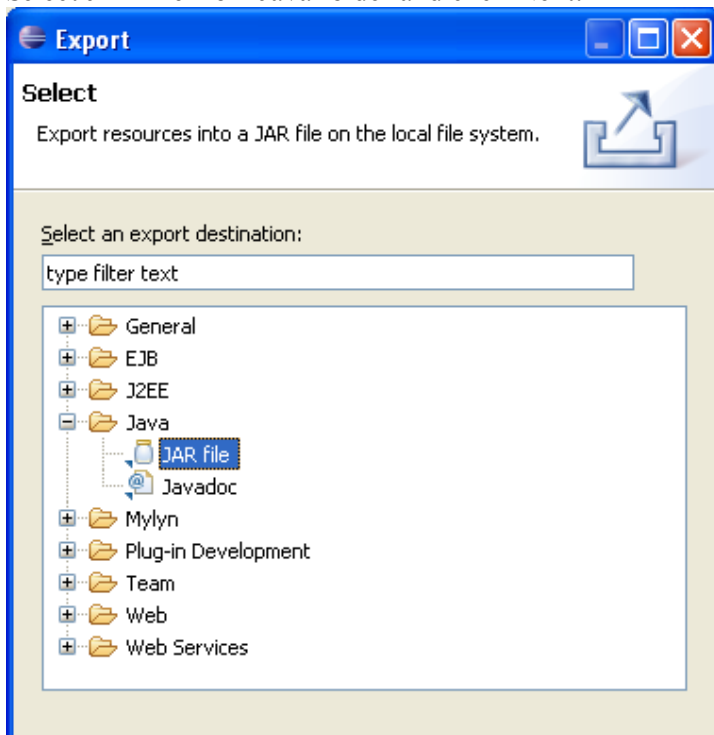 Export
Select
Export resources into a JAR file on the local file system.
Select an export destination:
type filter text
General
EJB
J2EE
Java
JAR file
Javadoc
Mylyn
Plug-in Development
Team
Web
Web Services